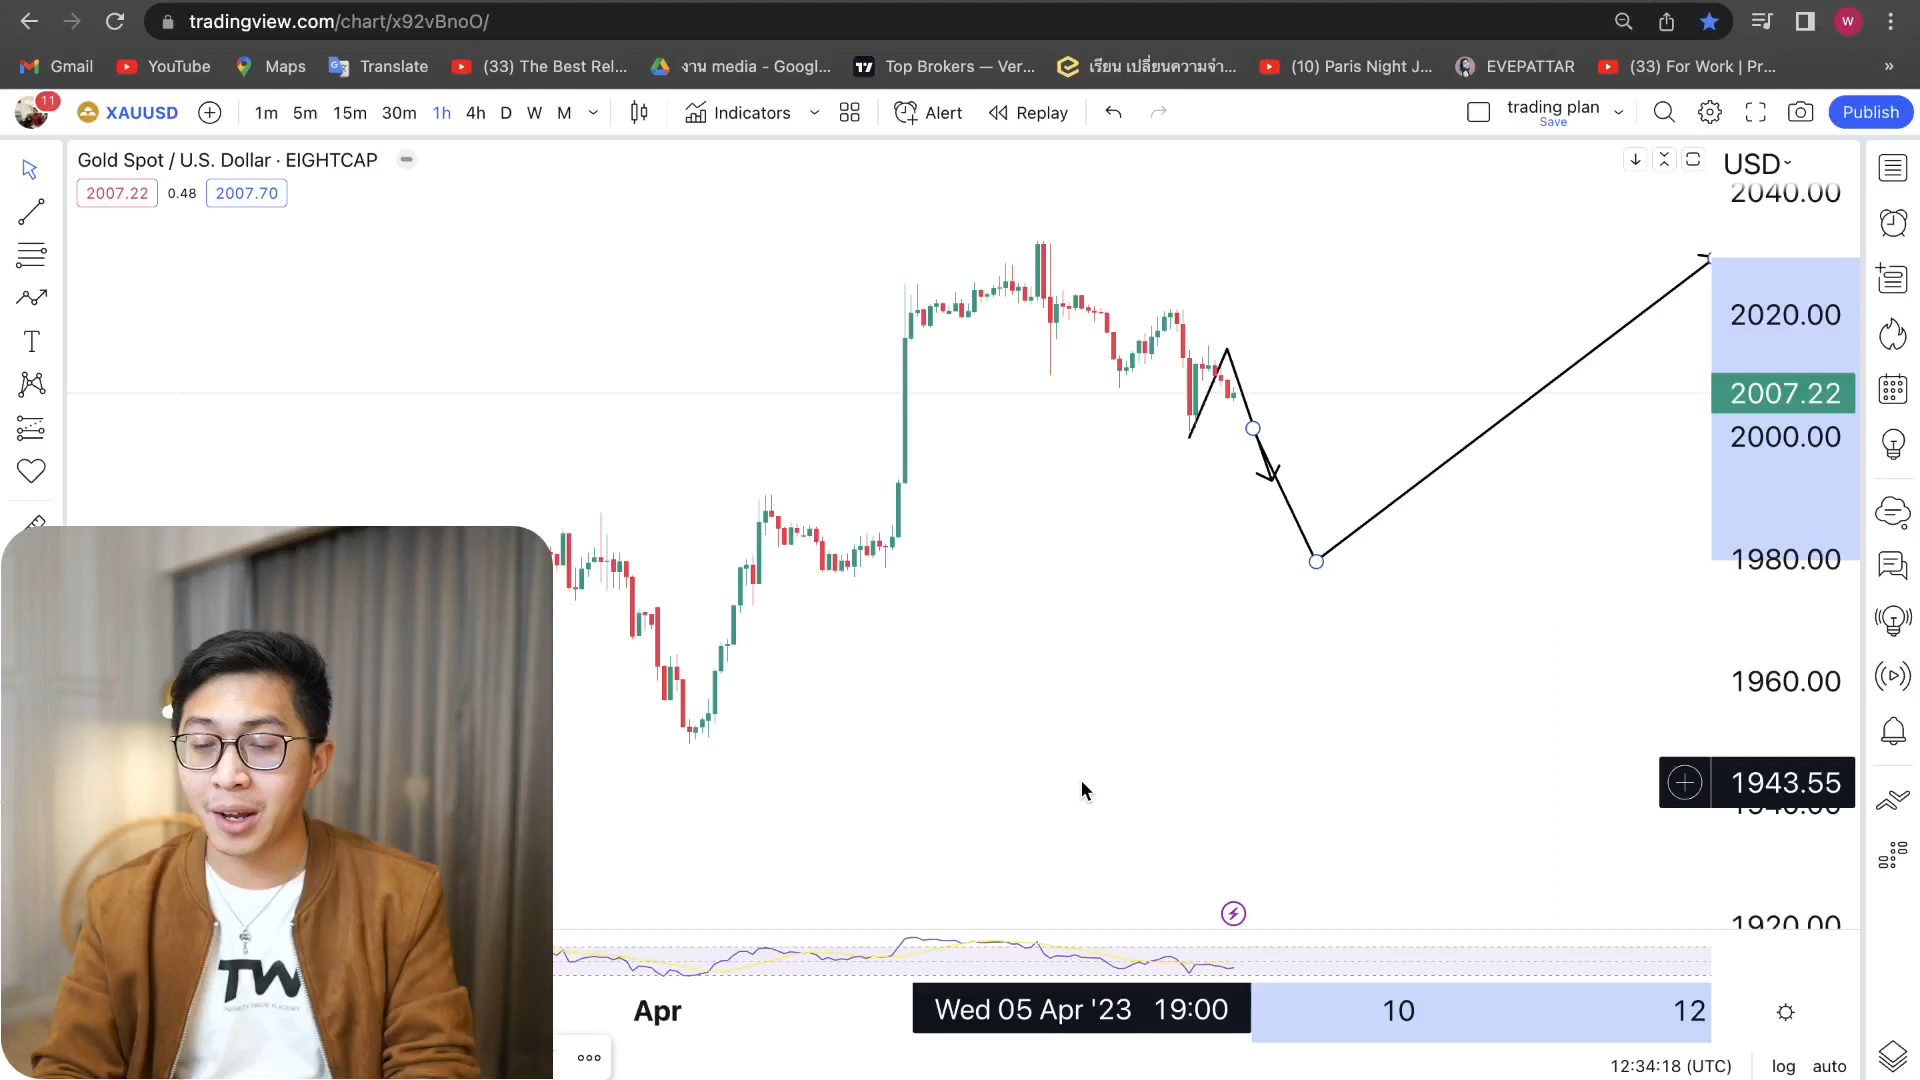 tradingview.com/chart/x92vBnoO/
W
Gmail YouTube Maps Translate (33) The Best Rel... งาน media - Googl... Top Brokers — Ver... เรียน เปลี่ยนความจำ... (10) Paris Night J... EVEPATTAR (33) For Work | Pr... »
11 XAUUSD 1m 5m 15m 30m 1h 4h D W M Indicators Alert Replay trading plan Save Publish
Gold Spot / U.S. Dollar · EIGHTCAP
2007.22 0.48 2007.70
USD
2040.00
2020.00
2007.22
2000.00
1980.00
1960.00
1943.55
1940.00
1920.00
TW
Apr Wed 05 Apr '23 19:00 10 12
12:34:18 (UTC) log auto